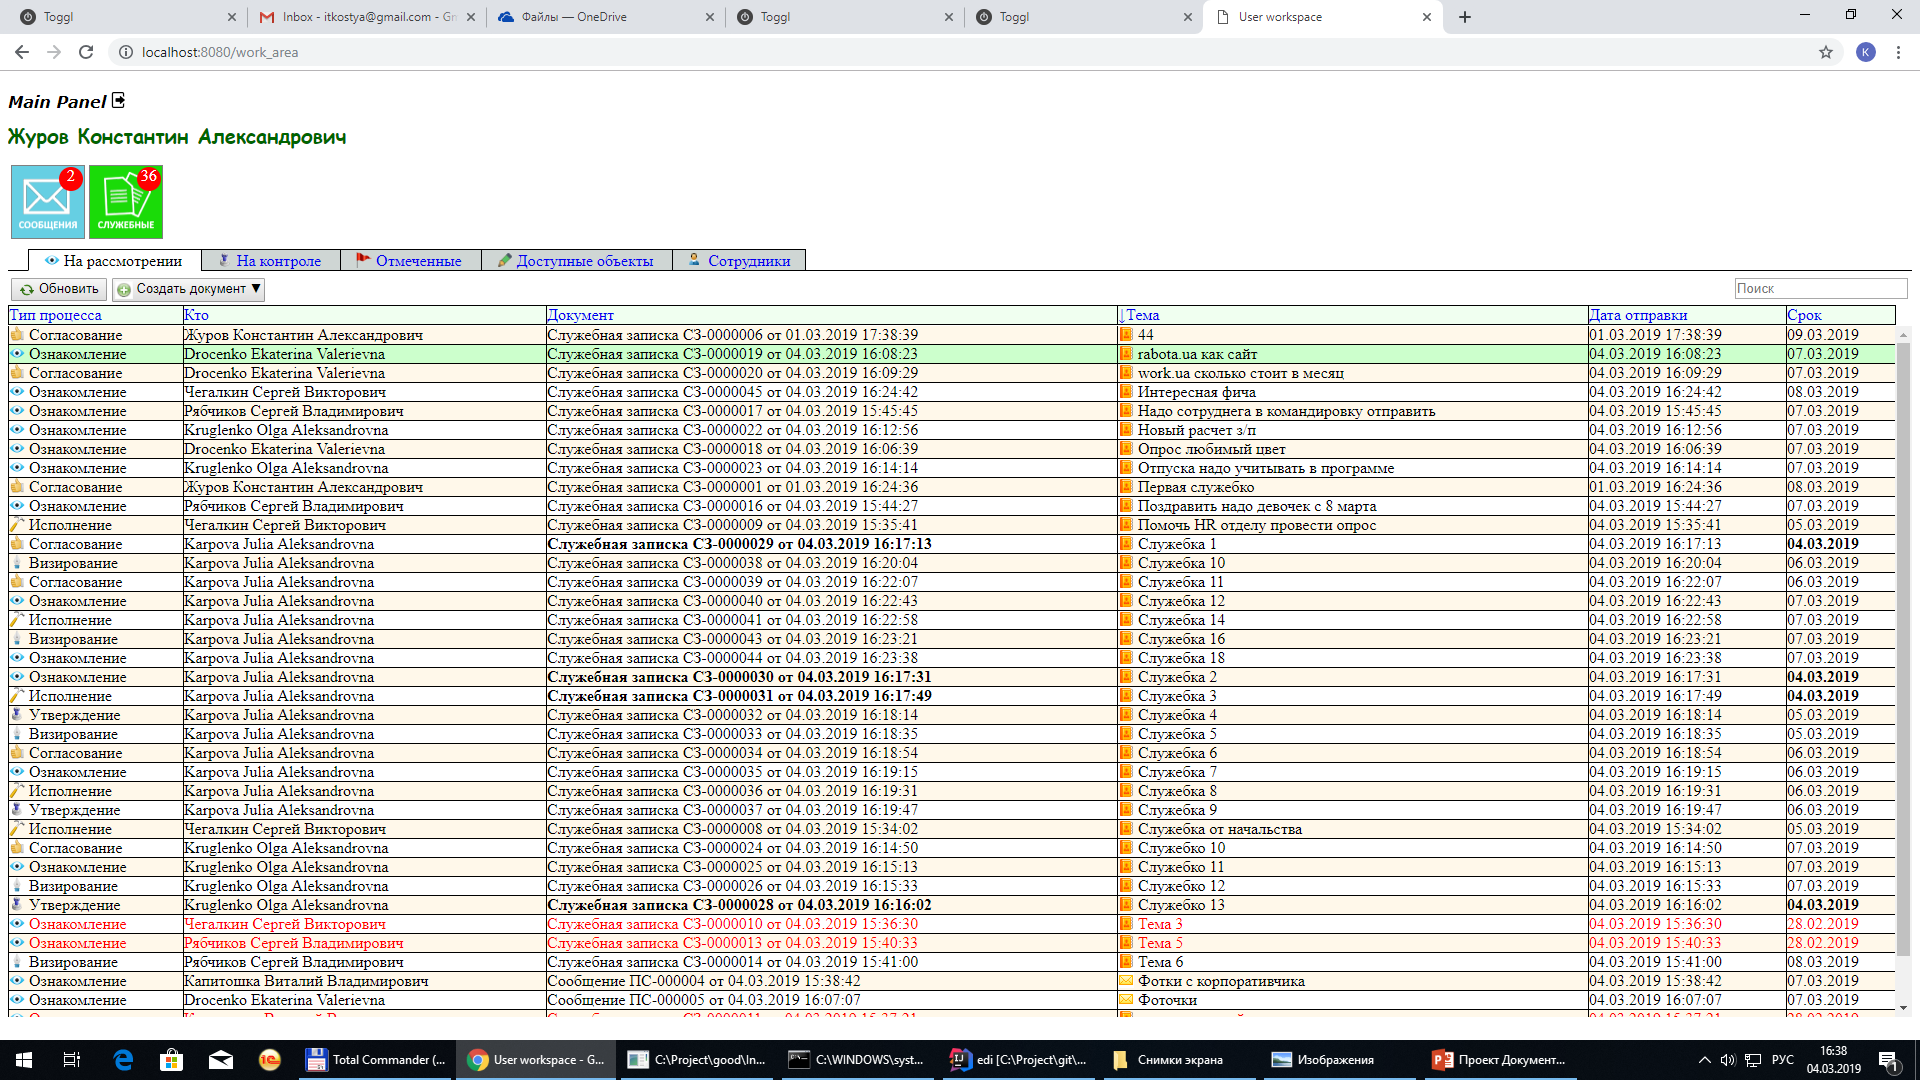 Toggl
Inbox - itkostya@gmail.com - Gm
Файлы — OneDrive
Toggl
Toggl
User workspace
localhost:8080/work_area
K
Main Panel
Журов Константин Александрович
2
СООБЩЕНИЯ
36
СЛУЖЕБНЫЕ
На рассмотрении
На контроле
Отмеченные
Доступные объекты
Сотрудники
Обновить
Создать документ ▼
Поиск
Тип процесса Кто Документ ↓Тема Дата отправки Срок
Согласование Журов Константин Александрович Служебная записка СЗ-0000006 от 01.03.2019 17:38:39 44 01.03.2019 17:38:39 09.03.2019
Ознакомление Drocenko Ekaterina Valerievna Служебная записка СЗ-0000019 от 04.03.2019 16:08:23 rabota.ua как сайт 04.03.2019 16:08:23 07.03.2019
Согласование Drocenko Ekaterina Valerievna Служебная записка СЗ-0000020 от 04.03.2019 16:09:29 work.ua сколько стоит в месяц 04.03.2019 16:09:29 07.03.2019
Ознакомление Чегалкин Сергей Викторович Служебная записка СЗ-0000045 от 04.03.2019 16:24:42 Интересная фича 04.03.2019 16:24:42 08.03.2019
Ознакомление Рябчиков Сергей Владимирович Служебная записка СЗ-0000017 от 04.03.2019 15:45:45 Надо сотруднега в командировку отправить 04.03.2019 15:45:45 07.03.2019
Ознакомление Kruglenko Olga Aleksandrovna Служебная записка СЗ-0000022 от 04.03.2019 16:12:56 Новый расчет з/п 04.03.2019 16:12:56 07.03.2019
Ознакомление Drocenko Ekaterina Valerievna Служебная записка СЗ-0000018 от 04.03.2019 16:06:39 Опрос любимый цвет 04.03.2019 16:06:39 07.03.2019
Ознакомление Kruglenko Olga Aleksandrovna Служебная записка СЗ-0000023 от 04.03.2019 16:14:14 Отпуска надо учитывать в программе 04.03.2019 16:14:14 07.03.2019
Согласование Журов Константин Александрович Служебная записка СЗ-0000001 от 01.03.2019 16:24:36 Первая служебко 01.03.2019 16:24:36 08.03.2019
Ознакомление Рябчиков Сергей Владимирович Служебная записка СЗ-0000016 от 04.03.2019 15:44:27 Поздравить надо девочек с 8 марта 04.03.2019 15:44:27 07.03.2019
Исполнение Чегалкин Сергей Викторович Служебная записка СЗ-0000009 от 04.03.2019 15:35:41 Помочь HR отделу провести опрос 04.03.2019 15:35:41 05.03.2019
Согласование Karpova Julia Aleksandrovna Служебная записка СЗ-0000029 от 04.03.2019 16:17:13 Служебка 1 04.03.2019 16:17:13 04.03.2019
Визирование Karpova Julia Aleksandrovna Служебная записка СЗ-0000038 от 04.03.2019 16:20:04 Служебка 10 04.03.2019 16:20:04 06.03.2019
Согласование Karpova Julia Aleksandrovna Служебная записка СЗ-0000039 от 04.03.2019 16:22:07 Служебка 11 04.03.2019 16:22:07 06.03.2019
Ознакомление Karpova Julia Aleksandrovna Служебная записка СЗ-0000040 от 04.03.2019 16:22:43 Служебка 12 04.03.2019 16:22:43 07.03.2019
Исполнение Karpova Julia Aleksandrovna Служебная записка СЗ-0000041 от 04.03.2019 16:22:58 Служебка 14 04.03.2019 16:22:58 07.03.2019
Визирование Karpova Julia Aleksandrovna Служебная записка СЗ-0000043 от 04.03.2019 16:23:21 Служебка 16 04.03.2019 16:23:21 07.03.2019
Ознакомление Karpova Julia Aleksandrovna Служебная записка СЗ-0000044 от 04.03.2019 16:23:38 Служебка 18 04.03.2019 16:23:38 07.03.2019
Ознакомление Karpova Julia Aleksandrovna Служебная записка СЗ-0000030 от 04.03.2019 16:17:31 Служебка 2 04.03.2019 16:17:31 04.03.2019
Исполнение Karpova Julia Aleksandrovna Служебная записка СЗ-0000031 от 04.03.2019 16:17:49 Служебка 3 04.03.2019 16:17:49 04.03.2019
Утверждение Karpova Julia Aleksandrovna Служебная записка СЗ-0000032 от 04.03.2019 16:18:14 Служебка 4 04.03.2019 16:18:14 05.03.2019
Визирование Karpova Julia Aleksandrovna Служебная записка СЗ-0000033 от 04.03.2019 16:18:35 Служебка 5 04.03.2019 16:18:35 05.03.2019
Согласование Karpova Julia Aleksandrovna Служебная записка СЗ-0000034 от 04.03.2019 16:18:54 Служебка 6 04.03.2019 16:18:54 06.03.2019
Ознакомление Karpova Julia Aleksandrovna Служебная записка СЗ-0000035 от 04.03.2019 16:19:15 Служебка 7 04.03.2019 16:19:15 06.03.2019
Исполнение Karpova Julia Aleksandrovna Служебная записка СЗ-0000036 от 04.03.2019 16:19:31 Служебка 8 04.03.2019 16:19:31 06.03.2019
Утверждение Karpova Julia Aleksandrovna Служебная записка СЗ-0000037 от 04.03.2019 16:19:47 Служебка 9 04.03.2019 16:19:47 06.03.2019
Исполнение Чегалкин Сергей Викторович Служебная записка СЗ-0000008 от 04.03.2019 15:34:02 Служебка от начальства 04.03.2019 15:34:02 05.03.2019
Согласование Kruglenko Olga Aleksandrovna Служебная записка СЗ-0000024 от 04.03.2019 16:14:50 Служебко 10 04.03.2019 16:14:50 07.03.2019
Ознакомление Kruglenko Olga Aleksandrovna Служебная записка СЗ-0000025 от 04.03.2019 16:15:13 Служебко 11 04.03.2019 16:15:13 07.03.2019
Визирование Kruglenko Olga Aleksandrovna Служебная записка СЗ-0000026 от 04.03.2019 16:15:33 Служебко 12 04.03.2019 16:15:33 07.03.2019
Утверждение Kruglenko Olga Aleksandrovna Служебная записка СЗ-0000028 от 04.03.2019 16:16:02 Служебко 13 04.03.2019 16:16:02 04.03.2019
Ознакомление Чегалкин Сергей Викторович Служебная записка СЗ-0000010 от 04.03.2019 15:36:30 Тема 3 04.03.2019 15:36:30 28.02.2019
Ознакомление Рябчиков Сергей Владимирович Служебная записка СЗ-0000013 от 04.03.2019 15:40:33 Тема 5 04.03.2019 15:40:33 28.02.2019
Визирование Рябчиков Сергей Владимирович Служебная записка СЗ-0000014 от 04.03.2019 15:41:00 Тема 6 04.03.2019 15:41:00 08.03.2019
Ознакомление Капитошка Виталий Владимирович Сообщение ПС-000004 от 04.03.2019 15:38:42 Фотки с корпоративчика 04.03.2019 15:38:42 07.03.2019
Ознакомление Drocenko Ekaterina Valerievna Сообщение ПС-000005 от 04.03.2019 16:07:07 Фоточки 04.03.2019 16:07:07 07.03.2019
Total Commander (...
User workspace - G...
C:\Project\good\In...
C:\WINDOWS\syst...
edi [C:\Project\git\...
Снимки экрана
Изображения
Проект Документ...
РУС
16:38
04.03.2019
1